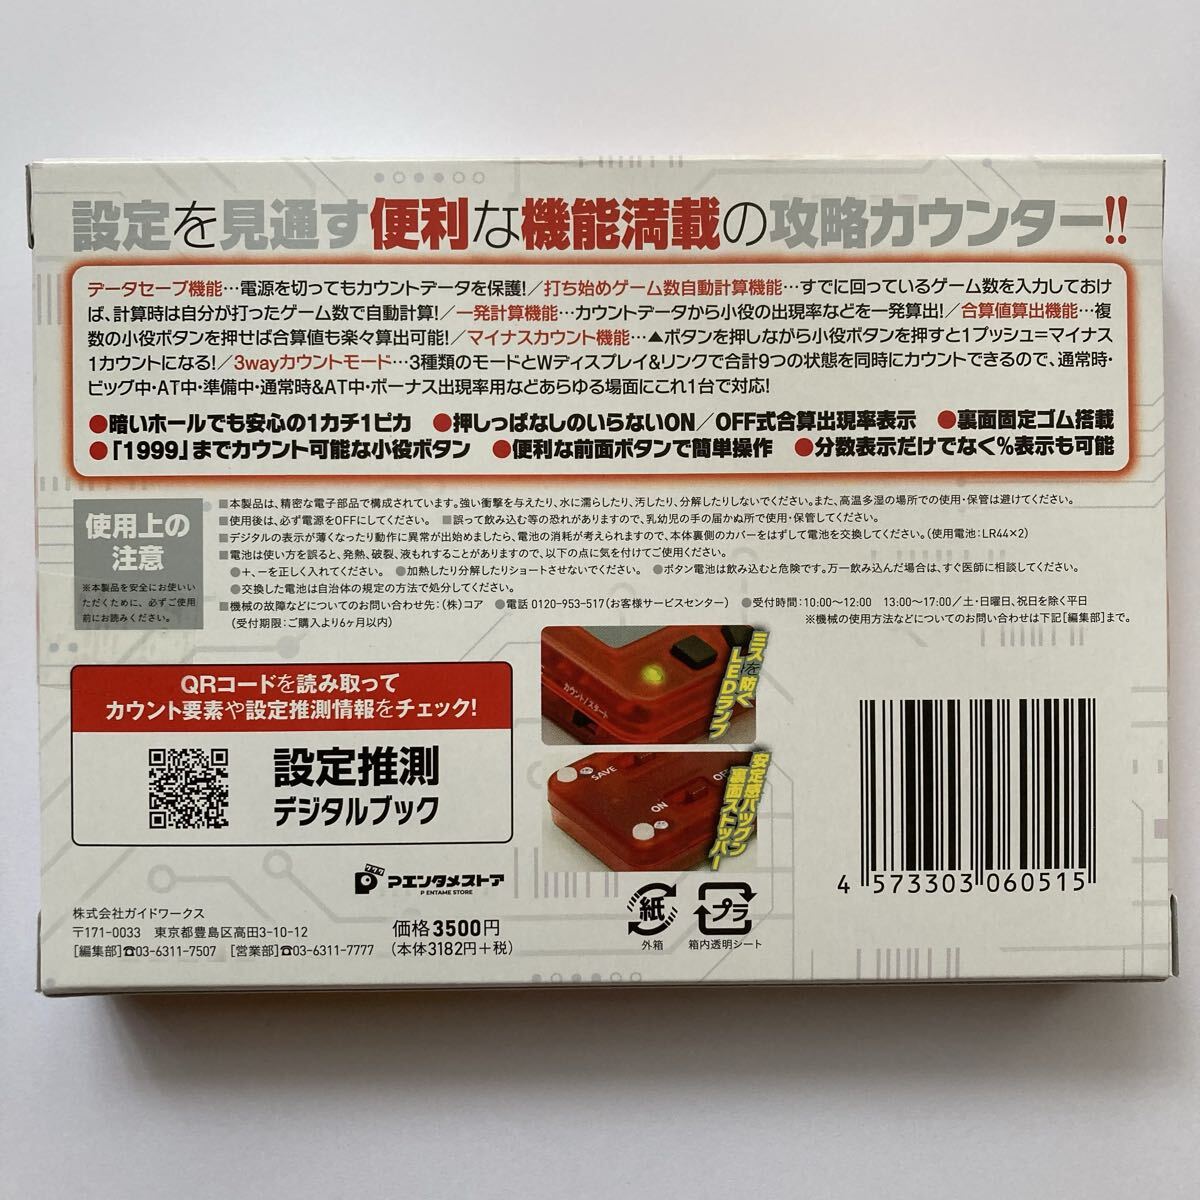 設定を見通す便利な機能満載の攻略カウンター!!
データセーブ機能…電源を切ってもカウントデータを保護!／打ち始めゲーム数自動計算機能…すでに回っているゲーム数を入力しておけ
ば、計算時は自分が打ったゲーム数で自動計算!／一発計算機能…カウントデータから小役の出現率などを一発算出!／合算値算出機能…複
数の小役ボタンを押せば合算値も楽々算出可能!／マイナスカウント機能…▲ボタンを押しながら小役ボタンを押すと1プッシュ=マイナス
1カウントになる!／3wayカウントモード…3種類のモードとWディスプレイ&リンクで合計9つの状態を同時にカウントできるので、通常時・
ビッグ中・AT中・準備中・通常時&AT中・ボーナス出現率用などあらゆる場面にこれ1台で対応!
●暗いホールでも安心の1カチ1ピカ ●押しっぱなしのいらないON／OFF式合算出現率表示 ●裏面固定ゴム搭載
●「1999」までカウント可能な小役ボタン ●便利な前面ボタンで簡単操作 ●分数表示だけでなく%表示も可能
使用上の
注意
※本製品を安全にお使いい
ただくために、必ずご使用
前にお読みください。
■本製品は、精密な電子部品で構成されています。強い衝撃を与えたり、水に濡らしたり、汚したり、分解したりしないでください。また、高温多湿の場所での使用・保管は避けてください。
■使用後は、必ず電源をOFFにしてください。 ■誤って飲み込む等の恐れがありますので、乳幼児の手の届かぬ所で使用・保管してください。
■デジタルの表示が薄くなったり動作に異常が出始めましたら、電池の消耗が考えられますので、本体裏側のカバーをはずして電池を交換してください。(使用電池:LR44×2)
■電池は使い方を誤ると、発熱、破裂、液もれすることがありますので、以下の点に気を付けてご使用ください。
●＋、－を正しく入れてください。 ●加熱したり分解したりショートさせないでください。 ●ボタン電池は飲み込むと危険です。万一飲み込んだ場合は、すぐ医師に相談してください。
●交換した電池は自治体の規定の方法で処分してください。
■機械の故障などについてのお問い合わせ先:(株)コア ●電話 0120-953-517(お客様サービスセンター) ●受付時間:10:00〜12:00 13:00〜17:00／土・日曜日、祝日を除く平日
(受付期限:ご購入より6ヶ月以内) ※機械の使用方法などについてのお問い合わせは下記[編集部]まで。
QRコードを読み取って
カウント要素や設定推測情報をチェック!
設定推測
デジタルブック
ミスを防ぐ
LEDランプ
カウント/スタート
安定感バツグン
裏面ストッパー
SAVE
ON
OF
Pエンタメストア
P ENTAME STORE
株式会社ガイドワークス
〒171-0033 東京都豊島区高田3-10-12
[編集部]☎03-6311-7507 [営業部]☎03-6311-7777
価格3500円
(本体3182円+税)
紙
外箱
プラ
箱内透明シート
4 573303 060515